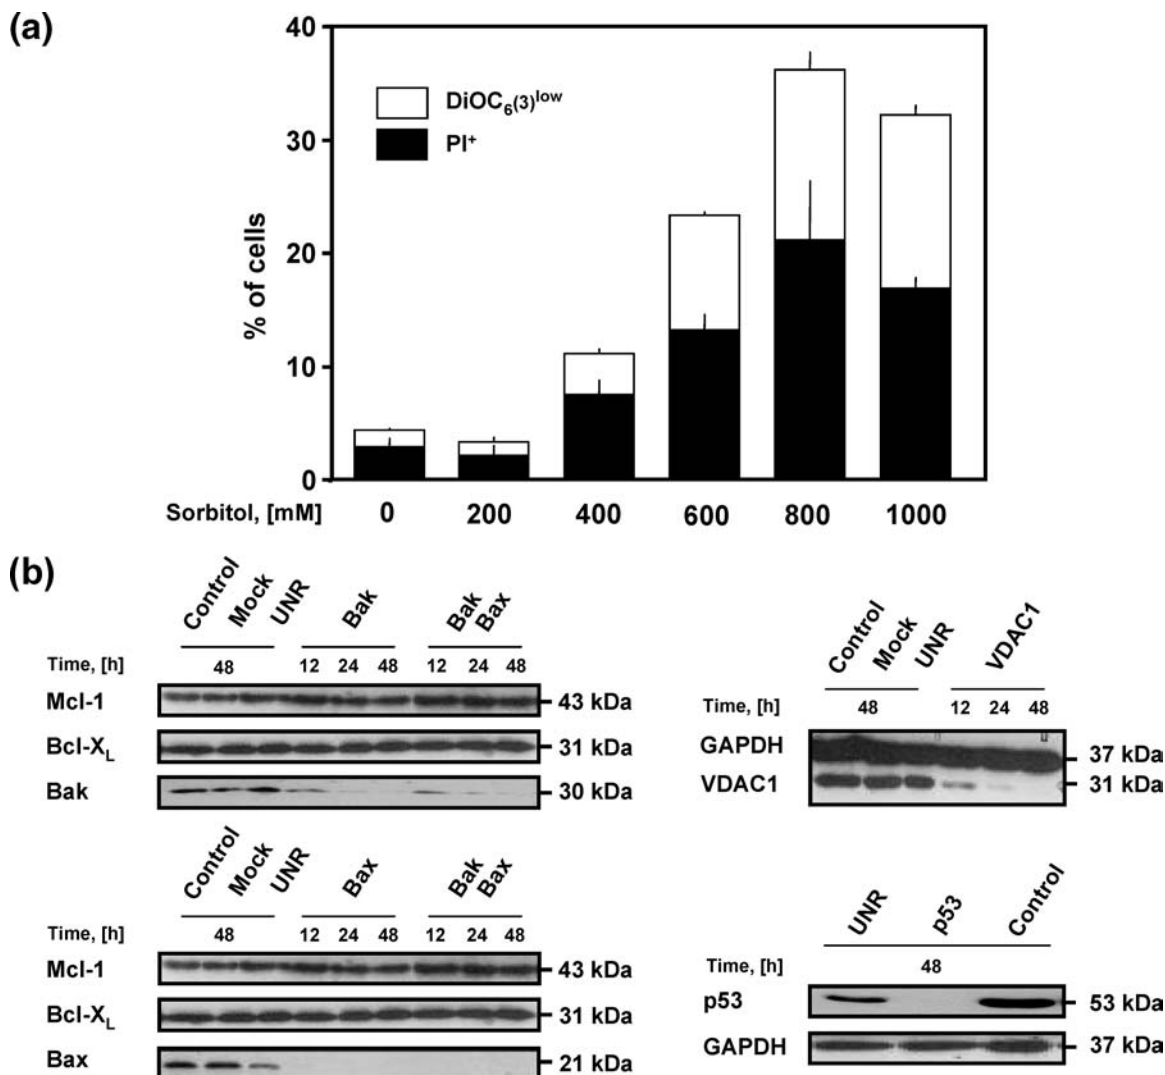 (a)
40
30
20
10
0
% of cells
DiOC6(3)low
PI+
Sorbitol, [mM] 0 200 400 600 800 1000
(b)
Control Mock UNR Bak Bak Bax
Time, [h] 48 12 24 48 12 24 48
Mcl-1 43 kDa
Bcl-XL 31 kDa
Bak 30 kDa
Control Mock UNR VDAC1
Time, [h] 48 12 24 48
GAPDH 37 kDa
VDAC1 31 kDa
Control Mock UNR Bax Bak Bax
Time, [h] 48 12 24 48 12 24 48
Mcl-1 43 kDa
Bcl-XL 31 kDa
Bax 21 kDa
UNR p53 Control
Time, [h] 48
p53 53 kDa
GAPDH 37 kDa